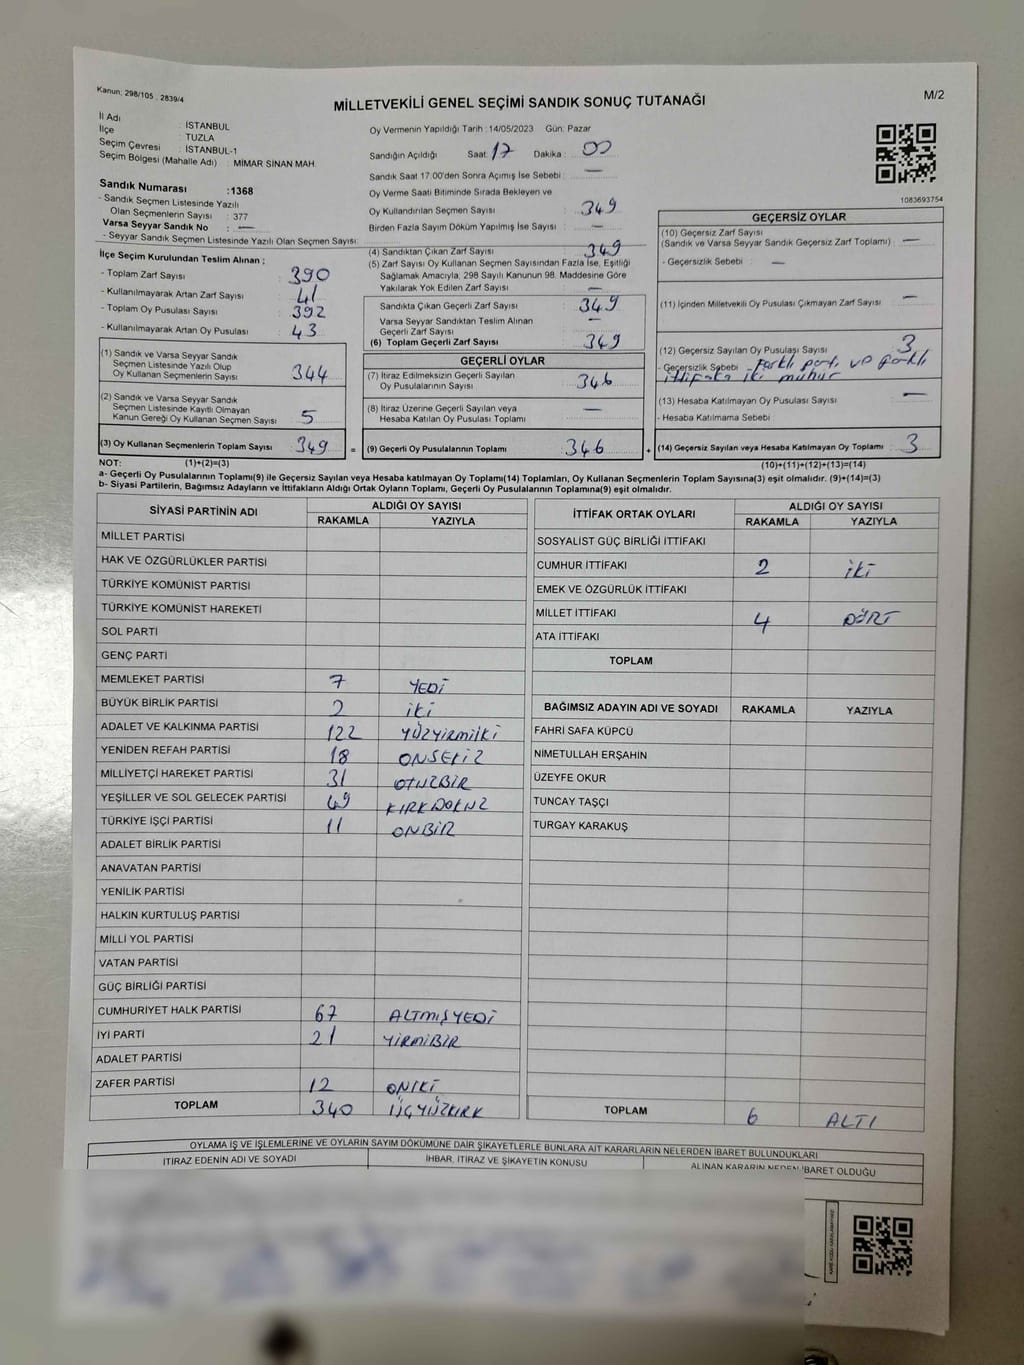 Kanun; 298/105 , 2839/4
MİLLETVEKİLİ GENEL SEÇİMİ SANDIK SONUÇ TUTANAĞI
M/2
İl Adı : İSTANBUL
İlçe : TUZLA
Seçim Çevresi : İSTANBUL-1
Seçim Bölgesi (Mahalle Adı) : MİMAR SİNAN MAH.
Oy Vermenin Yapıldığı Tarih :14/05/2023 Gün: Pazar
Sandığın Açıldığı Saat: 17 Dakika : 00
Sandık Saat 17:00'den Sonra Açımış İse Sebebi : —
Oy Verme Saati Bitiminde Sırada Bekleyen ve
Oy Kullandırılan Seçmen Sayısı : 349
Birden Fazla Sayım Döküm Yapılmış İse Sayısı : —
1083693754
Sandık Numarası :1368
- Sandık Seçmen Listesinde Yazılı
Olan Seçmenlerin Sayısı : 377
Varsa Seyyar Sandık No : —
- Seyyar Sandık Seçmen Listesinde Yazılı Olan Seçmen Sayısı:
İlçe Seçim Kurulundan Teslim Alınan ;
- Toplam Zarf Sayısı : 390
- Kullanılmayarak Artan Zarf Sayısı : 41
- Toplam Oy Pusulası Sayısı : 392
- Kullanılmayarak Artan Oy Pusulası : 43
(1) Sandık ve Varsa Seyyar Sandık
Seçmen Listesinde Yazılı Olup
Oy Kullanan Seçmenlerin Sayısı : 344
(2) Sandık ve Varsa Seyyar Sandık
Seçmen Listesinde Kayıtlı Olmayan
Kanun Gereği Oy Kullanan Seçmen Sayısı : 5
(3) Oy Kullanan Seçmenlerin Toplam Sayısı : 349 =
(4) Sandıktan Çıkan Zarf Sayısı : 349
(5) Zarf Sayısı Oy Kullanan Seçmen Sayısından Fazla İse, Eşitliği
Sağlamak Amacıyla, 298 Sayılı Kanunun 98. Maddesine Göre
Yakılarak Yok Edilen Zarf Sayısı : —
Sandıkta Çıkan Geçerli Zarf Sayısı : 349
Varsa Seyyar Sandıktan Teslim Alınan
Geçerli Zarf Sayısı : —
(6) Toplam Geçerli Zarf Sayısı : 349
GEÇERLİ OYLAR
(7) İtiraz Edilmeksizin Geçerli Sayılan
Oy Pusulalarının Sayısı : 346
(8) İtiraz Üzerine Geçerli Sayılan veya
Hesaba Katılan Oy Pusulası Toplamı : —
(9) Geçerli Oy Pusulalarının Toplamı : 346 +
GEÇERSİZ OYLAR
(10) Geçersiz Zarf Sayısı
(Sandık ve Varsa Seyyar Sandık Geçersiz Zarf Toplamı) : —
- Geçersizlik Sebebi : —
(11) İçinden Milletvekili Oy Pusulası Çıkmayan Zarf Sayısı : —
(12) Geçersiz Sayılan Oy Pusulası Sayısı : 3
- Geçersizlik Sebebi - Farklı parti ve farklı
ittifaka iki mühür
(13) Hesaba Katılmayan Oy Pusulası Sayısı : —
- Hesaba Katılmama Sebebi :
(14) Geçersiz Sayılan veya Hesaba Katılmayan Oy Toplamı : 3
NOT: (1)+(2)=(3)
(10)+(11)+(12)+(13)=(14)
a- Geçerli Oy Pusulalarının Toplamı(9) ile Geçersiz Sayılan veya Hesaba katılmayan Oy Toplamı(14) Toplamları, Oy Kullanan Seçmenlerin Toplam Sayısına(3) eşit olmalıdır. (9)+(14)=(3)
b- Siyasi Partilerin, Bağımsız Adayların ve İttifakların Aldığı Ortak Oyların Toplamı, Geçerli Oy Pusulalarının Toplamına(9) eşit olmalıdır.
SİYASİ PARTİNİN ADI ALDIĞI OY SAYISI
RAKAMLA YAZIYLA
MİLLET PARTİSİ
HAK VE ÖZGÜRLÜKLER PARTİSİ
TÜRKİYE KOMÜNİST PARTİSİ
TÜRKİYE KOMÜNİST HAREKETİ
SOL PARTİ
GENÇ PARTİ
MEMLEKET PARTİSİ 7 YEDİ
BÜYÜK BİRLİK PARTİSİ 2 İKİ
ADALET VE KALKINMA PARTİSİ 122 YÜZYİRMİİKİ
YENİDEN REFAH PARTİSİ 18 ONSEKİZ
MİLLİYETÇİ HAREKET PARTİSİ 31 OTUZBİR
YEŞİLLER VE SOL GELECEK PARTİSİ 49 KIRKDOKUZ
TÜRKİYE İŞÇİ PARTİSİ 11 ONBİR
ADALET BİRLİK PARTİSİ
ANAVATAN PARTİSİ
YENİLİK PARTİSİ
HALKIN KURTULUŞ PARTİSİ
MİLLİ YOL PARTİSİ
VATAN PARTİSİ
GÜÇ BİRLİĞİ PARTİSİ
CUMHURİYET HALK PARTİSİ 67 ALTMIŞYEDİ
İYİ PARTİ 21 YİRMİBİR
ADALET PARTİSİ
ZAFER PARTİSİ 12 ONİKİ
TOPLAM 340 ÜÇYÜZKIRK
İTTİFAK ORTAK OYLARI ALDIĞI OY SAYISI
RAKAMLA YAZIYLA
SOSYALİST GÜÇ BİRLİĞİ İTTİFAKI
CUMHUR İTTİFAKI 2 İKİ
EMEK VE ÖZGÜRLÜK İTTİFAKI
MİLLET İTTİFAKI 4 DÖRT
ATA İTTİFAKI
TOPLAM
BAĞIMSIZ ADAYIN ADI VE SOYADI RAKAMLA YAZIYLA
FAHRİ SAFA KÜPCÜ
NİMETULLAH ERŞAHİN
ÜZEYFE OKUR
TUNCAY TAŞÇI
TURGAY KARAKUŞ
TOPLAM 6 ALTI
OYLAMA İŞ VE İŞLEMLERİNE VE OYLARIN SAYIM DÖKÜMÜNE DAİR ŞİKAYETLERLE BUNLARA AİT KARARLARIN NELERDEN İBARET BULUNDUKLARI
İTİRAZ EDENİN ADI VE SOYADI İHBAR, İTİRAZ VE ŞİKAYETİN KONUSU ALINAN KARARIN NEDEN İBARET OLDUĞU